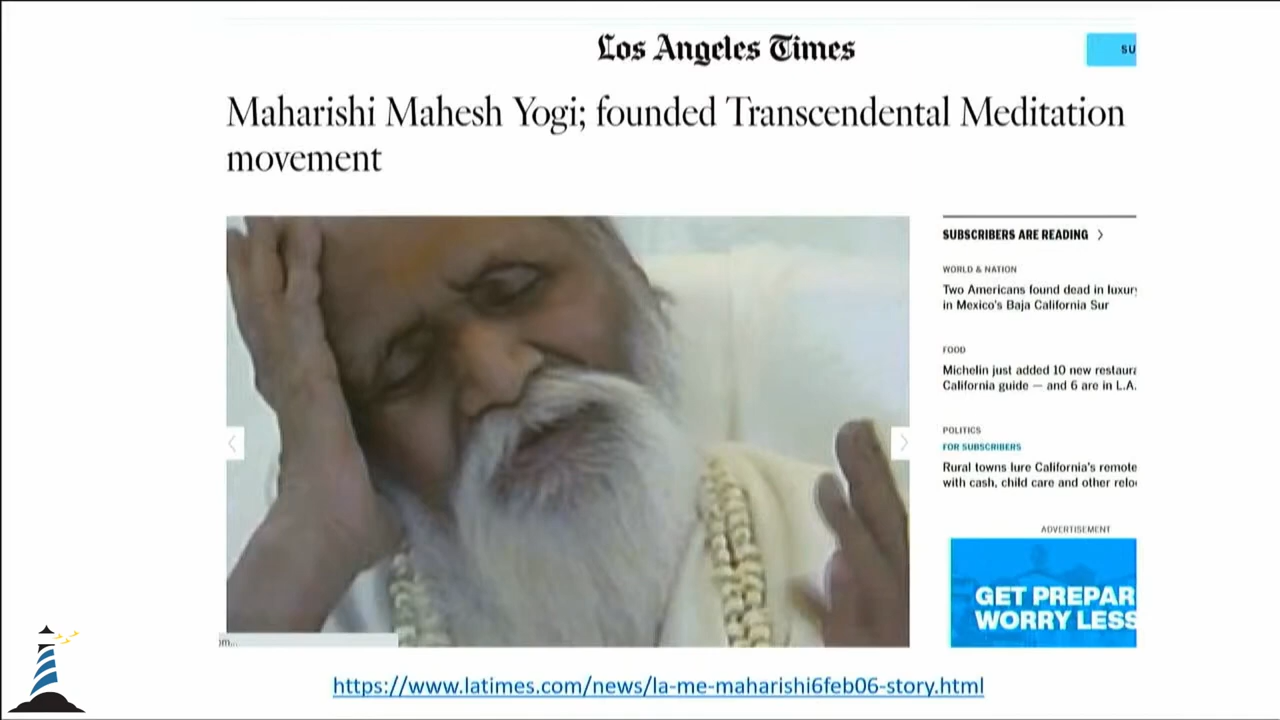 Los Angeles Times
SU
Maharishi Mahesh Yogi; founded Transcendental Meditation
movement
SUBSCRIBERS ARE READING
WORLD & NATION
Two Americans found dead in luxury
in Mexico's Baja California Sur
FOOD
Michelin just added 10 new restaura
California guide — and 6 are in L.A.
POLITICS
FOR SUBSCRIBERS
Rural towns lure California's remote
with cash, child care and other relo
ADVERTISEMENT
GET PREPAR
WORRY LESS
om...
https://www.latimes.com/news/la-me-maharishi6feb06-story.html